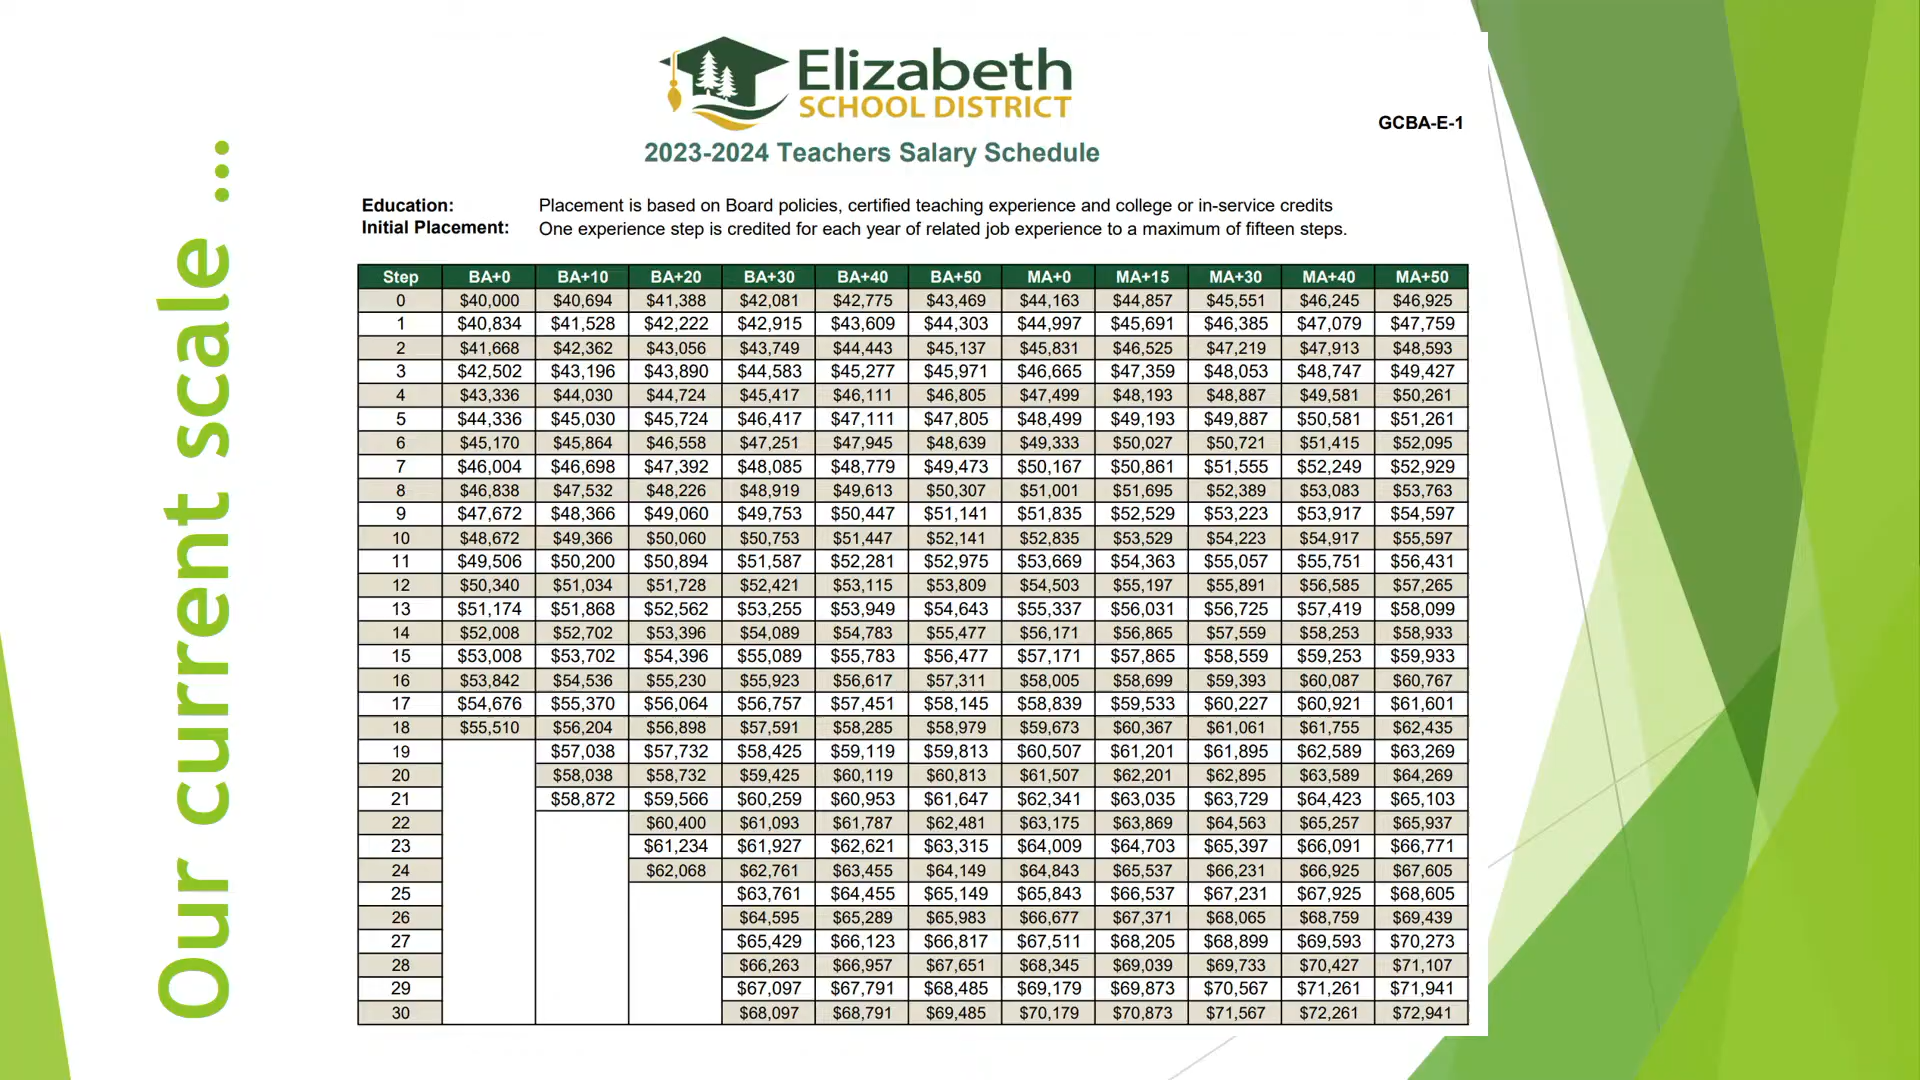 Our current scale ...
Elizabeth
SCHOOL DISTRICT
GCBA-E-1
2023-2024 Teachers Salary Schedule
Education: Placement is based on Board policies, certified teaching experience and college or in-service credits
Initial Placement: One experience step is credited for each year of related job experience to a maximum of fifteen steps.
Step BA+0 BA+10 BA+20 BA+30 BA+40 BA+50 MA+0 MA+15 MA+30 MA+40 MA+50
0 $40,000 $40,694 $41,388 $42,081 $42,775 $43,469 $44,163 $44,857 $45,551 $46,245 $46,925
1 $40,834 $41,528 $42,222 $42,915 $43,609 $44,303 $44,997 $45,691 $46,385 $47,079 $47,759
2 $41,668 $42,362 $43,056 $43,749 $44,443 $45,137 $45,831 $46,525 $47,219 $47,913 $48,593
3 $42,502 $43,196 $43,890 $44,583 $45,277 $45,971 $46,665 $47,359 $48,053 $48,747 $49,427
4 $43,336 $44,030 $44,724 $45,417 $46,111 $46,805 $47,499 $48,193 $48,887 $49,581 $50,261
5 $44,336 $45,030 $45,724 $46,417 $47,111 $47,805 $48,499 $49,193 $49,887 $50,581 $51,261
6 $45,170 $45,864 $46,558 $47,251 $47,945 $48,639 $49,333 $50,027 $50,721 $51,415 $52,095
7 $46,004 $46,698 $47,392 $48,085 $48,779 $49,473 $50,167 $50,861 $51,555 $52,249 $52,929
8 $46,838 $47,532 $48,226 $48,919 $49,613 $50,307 $51,001 $51,695 $52,389 $53,083 $53,763
9 $47,672 $48,366 $49,060 $49,753 $50,447 $51,141 $51,835 $52,529 $53,223 $53,917 $54,597
10 $48,672 $49,366 $50,060 $50,753 $51,447 $52,141 $52,835 $53,529 $54,223 $54,917 $55,597
11 $49,506 $50,200 $50,894 $51,587 $52,281 $52,975 $53,669 $54,363 $55,057 $55,751 $56,431
12 $50,340 $51,034 $51,728 $52,421 $53,115 $53,809 $54,503 $55,197 $55,891 $56,585 $57,265
13 $51,174 $51,868 $52,562 $53,255 $53,949 $54,643 $55,337 $56,031 $56,725 $57,419 $58,099
14 $52,008 $52,702 $53,396 $54,089 $54,783 $55,477 $56,171 $56,865 $57,559 $58,253 $58,933
15 $53,008 $53,702 $54,396 $55,089 $55,783 $56,477 $57,171 $57,865 $58,559 $59,253 $59,933
16 $53,842 $54,536 $55,230 $55,923 $56,617 $57,311 $58,005 $58,699 $59,393 $60,087 $60,767
17 $54,676 $55,370 $56,064 $56,757 $57,451 $58,145 $58,839 $59,533 $60,227 $60,921 $61,601
18 $55,510 $56,204 $56,898 $57,591 $58,285 $58,979 $59,673 $60,367 $61,061 $61,755 $62,435
19 $57,038 $57,732 $58,425 $59,119 $59,813 $60,507 $61,201 $61,895 $62,589 $63,269
20 $58,038 $58,732 $59,425 $60,119 $60,813 $61,507 $62,201 $62,895 $63,589 $64,269
21 $58,872 $59,566 $60,259 $60,953 $61,647 $62,341 $63,035 $63,729 $64,423 $65,103
22 $60,400 $61,093 $61,787 $62,481 $63,175 $63,869 $64,563 $65,257 $65,937
23 $61,234 $61,927 $62,621 $63,315 $64,009 $64,703 $65,397 $66,091 $66,771
24 $62,068 $62,761 $63,455 $64,149 $64,843 $65,537 $66,231 $66,925 $67,605
25 $63,761 $64,455 $65,149 $65,843 $66,537 $67,231 $67,925 $68,605
26 $64,595 $65,289 $65,983 $66,677 $67,371 $68,065 $68,759 $69,439
27 $65,429 $66,123 $66,817 $67,511 $68,205 $68,899 $69,593 $70,273
28 $66,263 $66,957 $67,651 $68,345 $69,039 $69,733 $70,427 $71,107
29 $67,097 $67,791 $68,485 $69,179 $69,873 $70,567 $71,261 $71,941
30 $68,097 $68,791 $69,485 $70,179 $70,873 $71,567 $72,261 $72,941